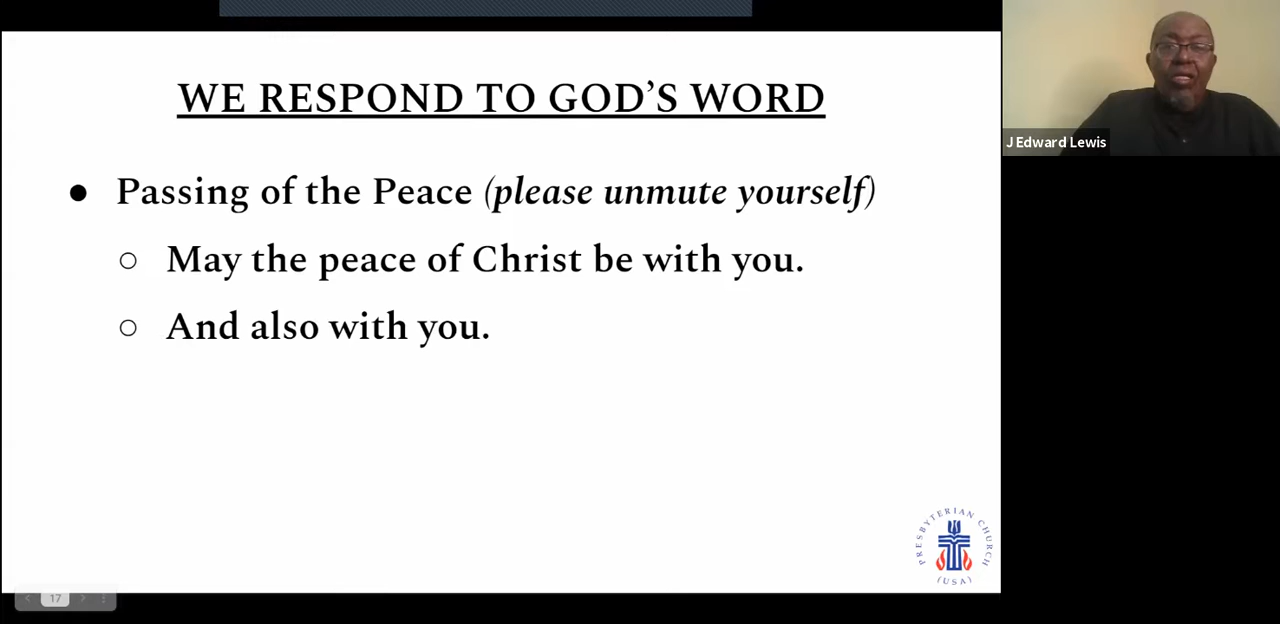 WE RESPOND TO GOD’S WORD
● Passing of the Peace (please unmute yourself)
○ May the peace of Christ be with you.
○ And also with you.
J Edward Lewis
PRESBYTERIAN CHURCH
(USA)
17